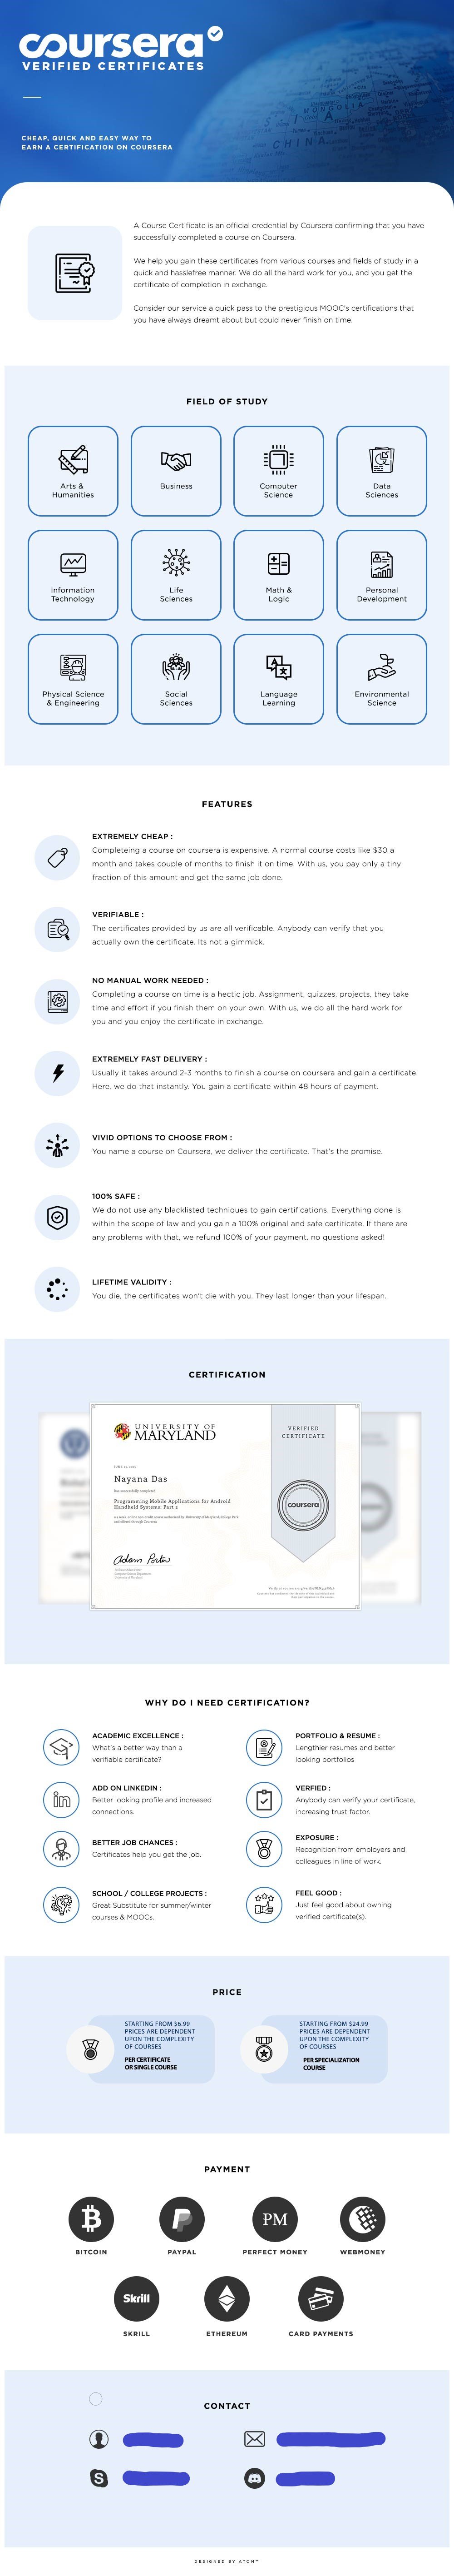 coursera
VERIFIED CERTIFICATES
MONGOLIA
CHINA
CHEAP, QUICK AND EASY WAY TO
EARN A CERTIFICATION ON COURSERA
A Course Certificate is an official credential by Coursera confirming that you have
successfully completed a course on Coursera.
We help you gain these certificates from various courses and fields of study in a
quick and hasslefree manner. We do all the hard work for you, and you get the
certificate of completion in exchange.
Consider our service a quick pass to the prestigious MOOC's certifications that
you have always dreamt about but could never finish on time.
FIELD OF STUDY
Arts &
Humanities
Business
Computer
Science
Data
Sciences
Information
Technology
Life
Sciences
Math &
Logic
Personal
Development
Physical Science
& Engineering
Social
Sciences
Language
Learning
Environmental
Science
FEATURES
EXTREMELY CHEAP :
Completeing a course on coursera is expensive. A normal course costs like $30 a
month and takes couple of months to finish it on time. With us, you pay only a tiny
fraction of this amount and get the same job done.
VERIFIABLE :
The certificates provided by us are all verificable. Anybody can verify that you
actually own the certificate. Its not a gimmick.
NO MANUAL WORK NEEDED :
Completing a course on time is a hectic job. Assignment, quizzes, projects, they take
time and effort if you finish them on your own. With us, we do all the hard work for
you and you enjoy the certificate in exchange.
EXTREMELY FAST DELIVERY :
Usually it takes around 2-3 months to finish a course on coursera and gain a certificate.
Here, we do that instantly. You gain a certificate within 48 hours of payment.
VIVID OPTIONS TO CHOOSE FROM :
You name a course on Coursera, we deliver the certificate. That's the promise.
100% SAFE :
We do not use any blacklisted techniques to gain certifications. Everything done is
within the scope of law and you gain a 100% original and safe certificate. If there are
any problems with that, we refund 100% of your payment, no questions asked!
LIFETIME VALIDITY :
You die, the certificates won't die with you. They last longer than your lifespan.
CERTIFICATION
UNIVERSITY OF
MARYLAND
VERIFIED
CERTIFICATE
Nayana Das
has successfully completed
Programming Mobile Applications for Android
Handheld Systems: Part 2
coursera
WHY DO I NEED CERTIFICATION?
ACADEMIC EXCELLENCE :
What's a better way than a
verifiable certificate?
PORTFOLIO & RESUME :
Lengthier resumes and better
looking portfolios
ADD ON LINKEDIN :
Better looking profile and increased
connections.
VERFIED :
Anybody can verify your certificate,
increasing trust factor.
BETTER JOB CHANCES :
Certificates help you get the job.
EXPOSURE :
Recognition from employers and
colleagues in line of work.
SCHOOL / COLLEGE PROJECTS :
Great Substitute for summer/winter
courses & MOOCs.
FEEL GOOD :
Just feel good about owning
verified certificate(s).
PRICE
STARTING FROM $6.99
PRICES ARE DEPENDENT
UPON THE COMPLEXITY
OF COURSES
PER CERTIFICATE
OR SINGLE COURSE
STARTING FROM $24.99
PRICES ARE DEPENDENT
UPON THE COMPLEXITY
OF COURSES
PER SPECIALIZATION
COURSE
PAYMENT
BITCOIN
PAYPAL
PM
PERFECT MONEY
WEBMONEY
Skrill
SKRILL
ETHEREUM
CARD PAYMENTS
CONTACT
DESIGNED BY ATOM™